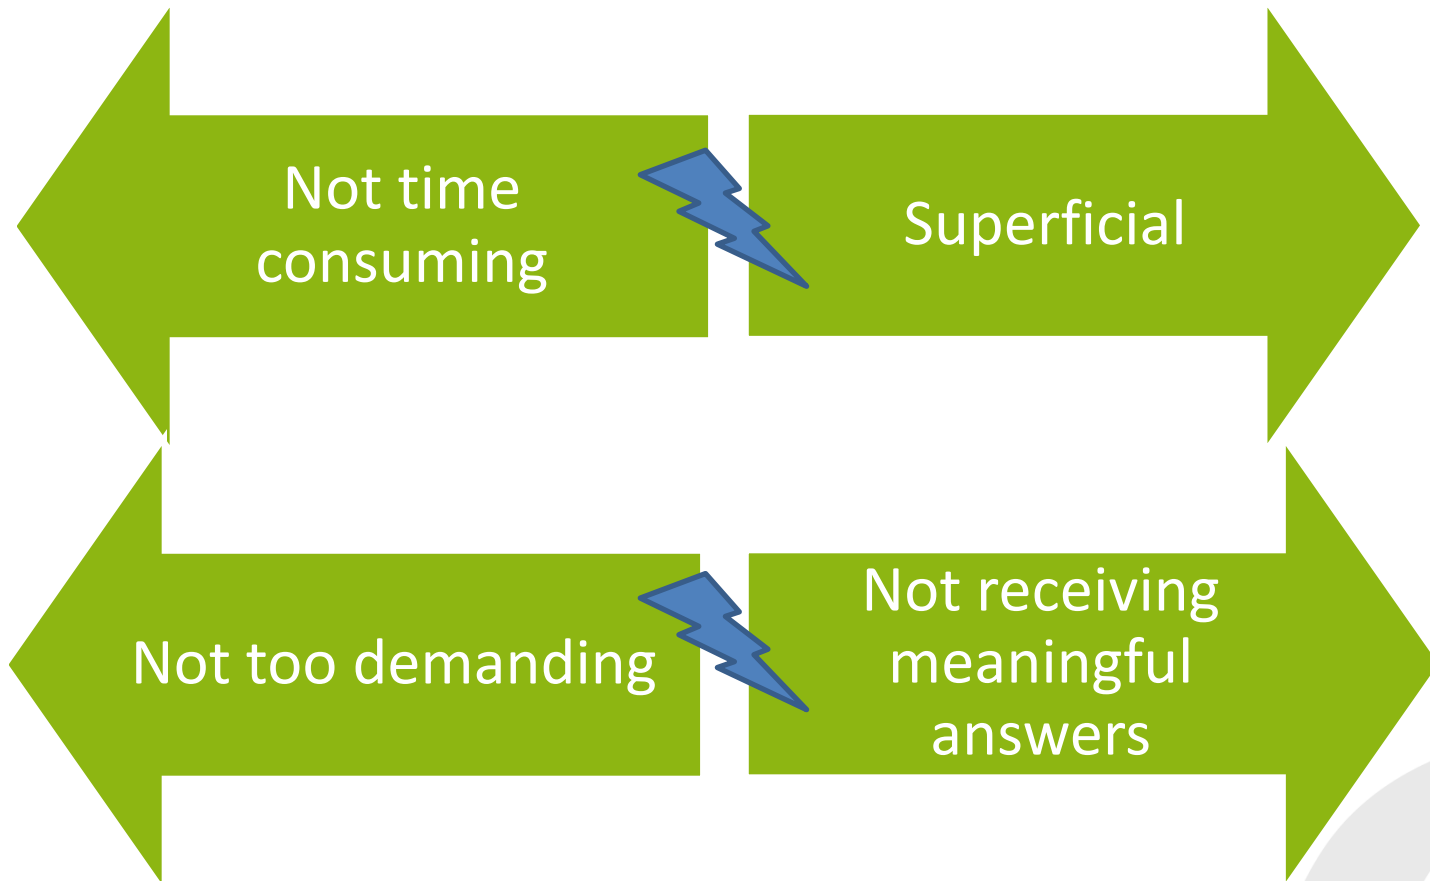 Not time
consuming
Superficial
Not too demanding
Not receiving
meaningful
answers